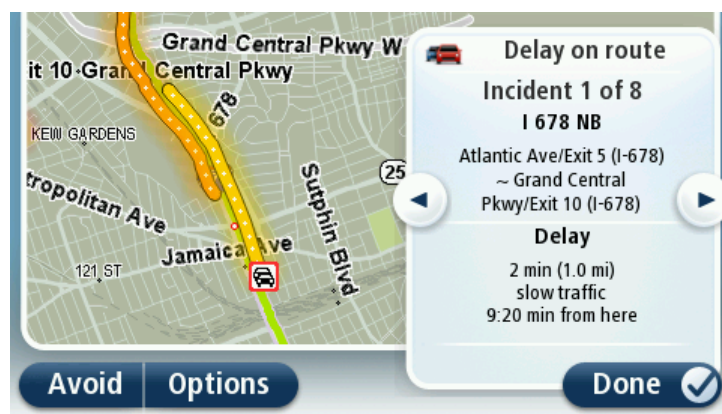 Grand Central Pkwy W
it 10-Grand Central Pkwy
678
KEW GARDENS
tropolitan Ave
Sutphin Blvd
25
Jamaica Ave
121 ST
Delay on route
Incident 1 of 8
I 678 NB
Atlantic Ave/Exit 5 (I-678)
~ Grand Central
Pkwy/Exit 10 (I-678)
Delay
2 min (1.0 mi)
slow traffic
9:20 min from here
Avoid
Options
Done